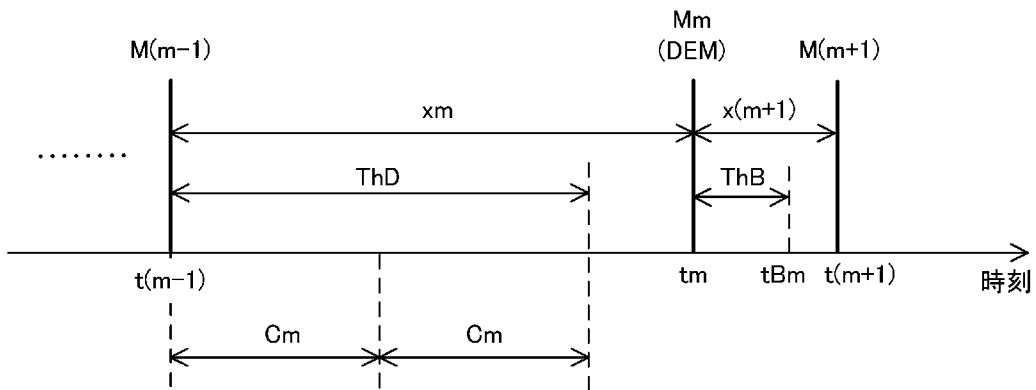 Mm
M(m-1) (DEM) M(m+1)
xm x(m+1)
........
ThD ThB
t(m-1) tm tBm t(m+1) 時刻
Cm Cm